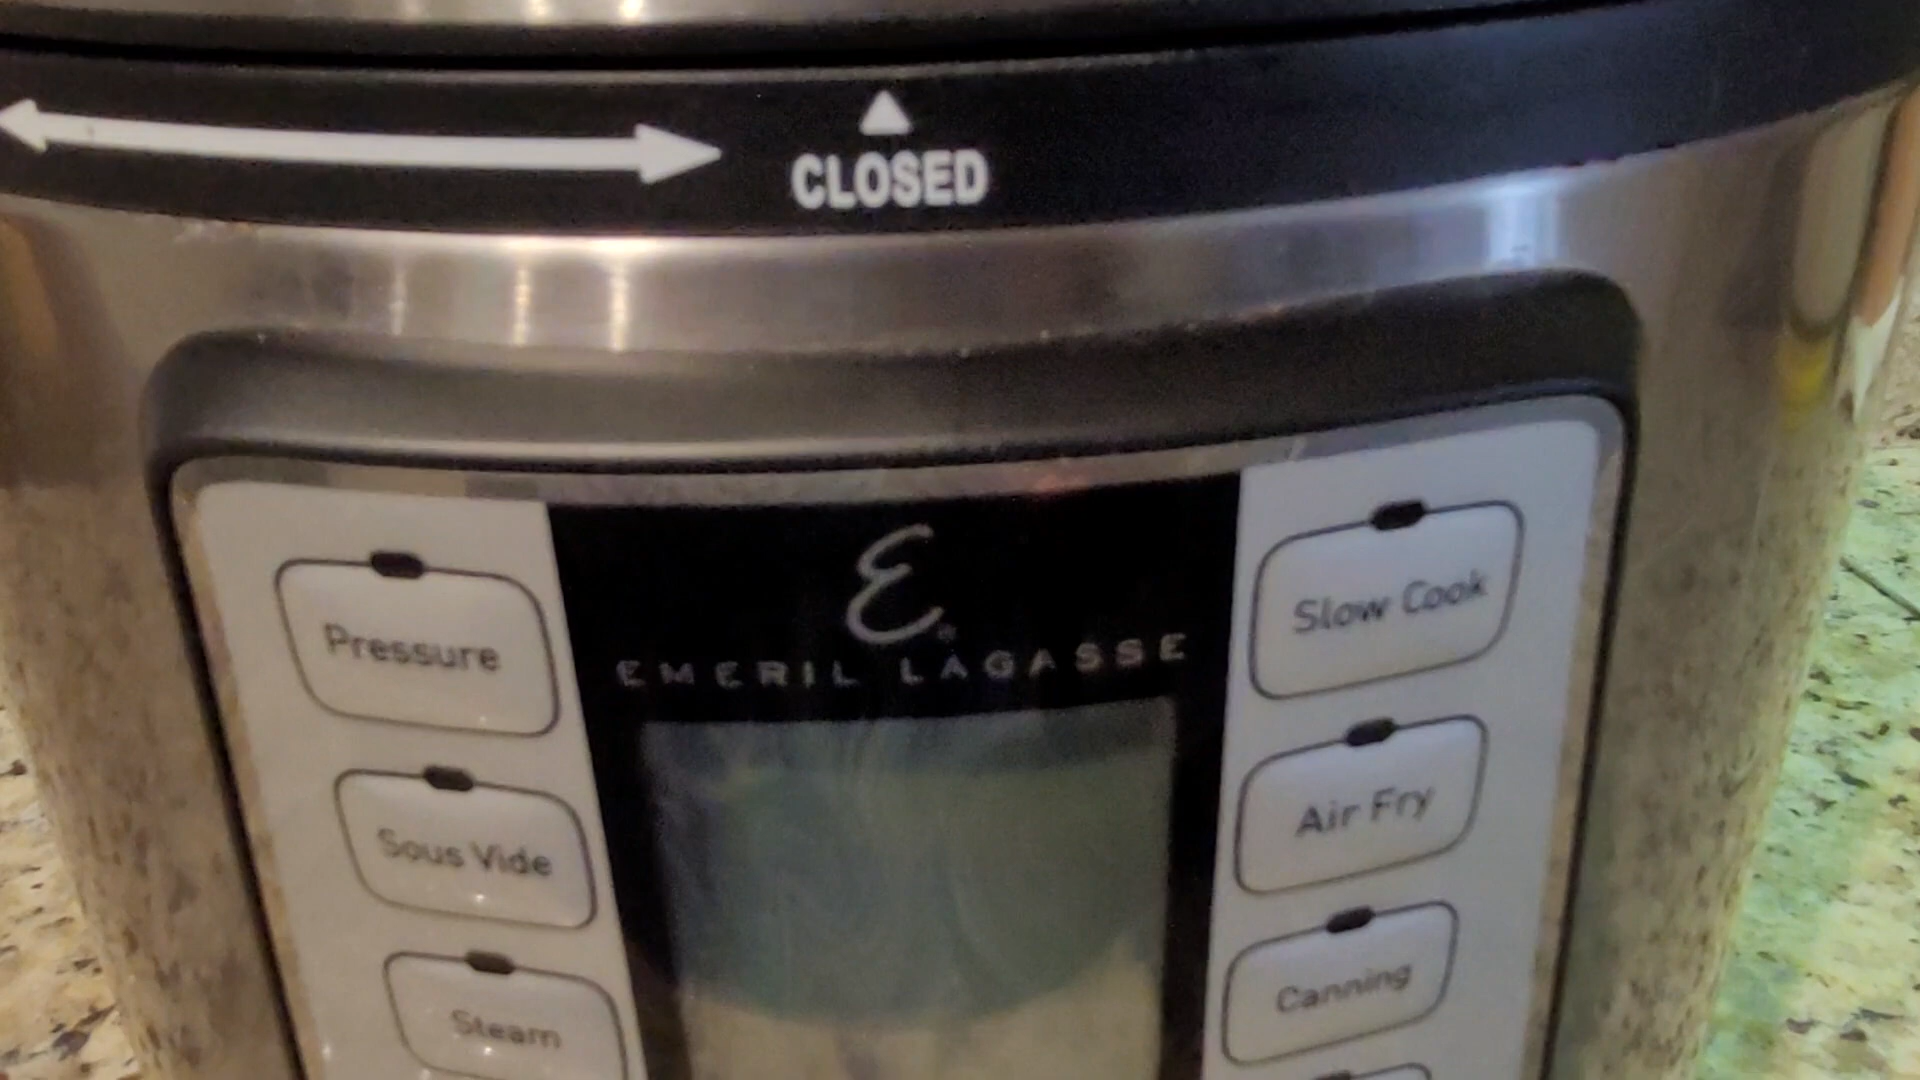 CLOSED
E
EMERIL LAGASSE
Pressure
Sous Vide
Steam
Slow Cook
Air Fry
Canning